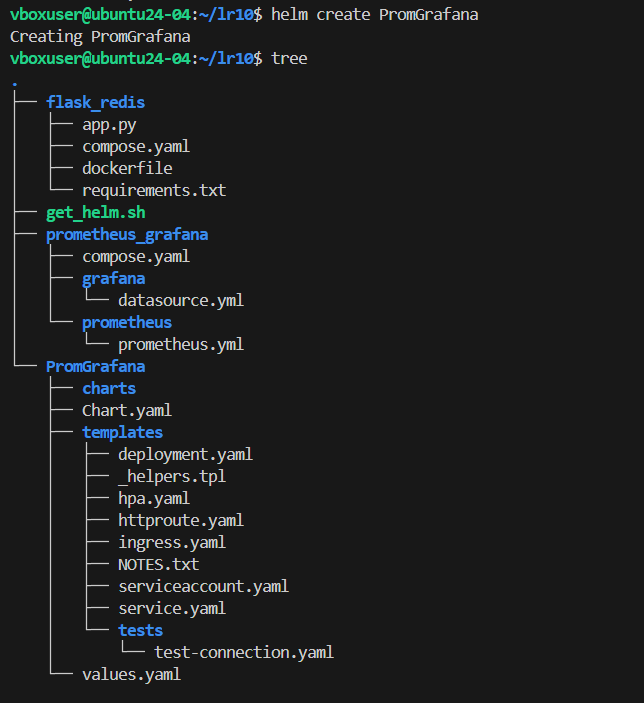 vboxuser@ubuntu24-04:~/lr10$ helm create PromGrafana
Creating PromGrafana
vboxuser@ubuntu24-04:~/lr10$ tree
.
├── flask_redis
│   ├── app.py
│   ├── compose.yaml
│   ├── dockerfile
│   └── requirements.txt
├── get_helm.sh
├── prometheus_grafana
│   ├── compose.yaml
│   ├── grafana
│   │   └── datasource.yml
│   └── prometheus
│       └── prometheus.yml
└── PromGrafana
    ├── charts
    ├── Chart.yaml
    ├── templates
    │   ├── deployment.yaml
    │   ├── _helpers.tpl
    │   ├── hpa.yaml
    │   ├── httproute.yaml
    │   ├── ingress.yaml
    │   ├── NOTES.txt
    │   ├── serviceaccount.yaml
    │   ├── service.yaml
    │   └── tests
    │       └── test-connection.yaml
    └── values.yaml